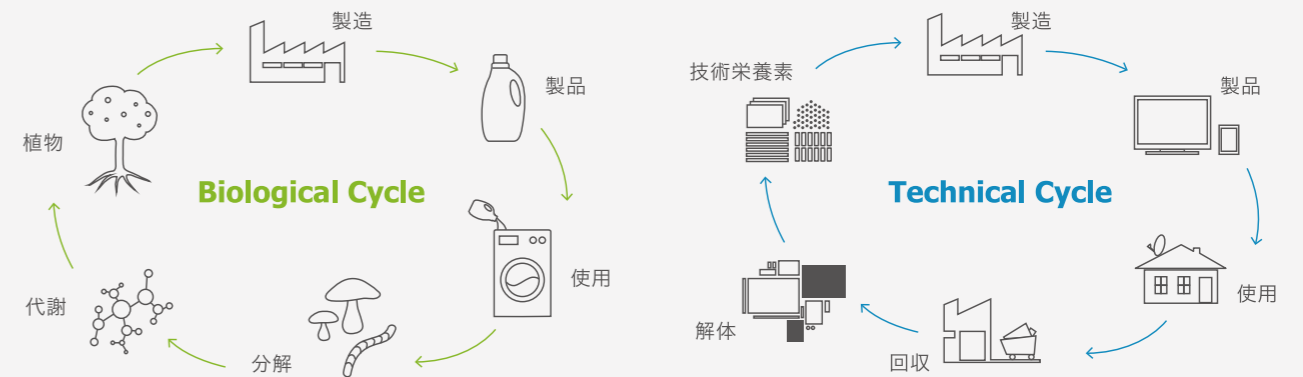 製造
製品
植物
Biological Cycle
使用
代謝
分解
製造
技術栄養素
製品
Technical Cycle
使用
解体
回収